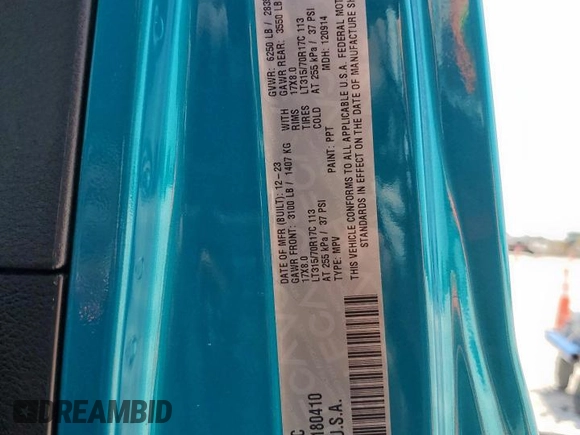 DATE OF MFR (BUILT): 12-23 GVWR: 6250 LB /
GAWR FRONT: 3100 LB / 1407 KG WITH GAWR REAR: 3550 LB
17X8.0 RIMS 17X8.0
LT315/70R17C 113 TIRES LT315/70R17C 113
AT 255 kPa / 37 PSI COLD AT 255 kPa / 37 PSI
TYPE: MPV PAINT: PPT MDH: 120914
THIS VEHICLE CONFORMS TO ALL APPLICABLE U.S.A. FEDERAL MOT
STANDARDS IN EFFECT ON THE DATE OF MANUFACTURE S
C
180410
U.S.A.
DREAMBID